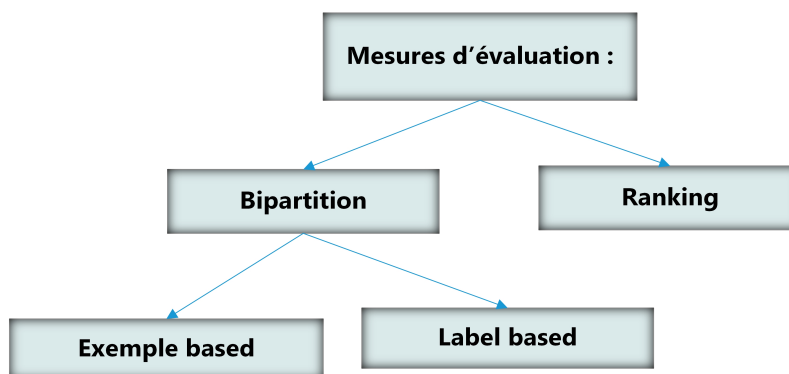 Mesures d’évaluation :
Bipartition
Ranking
Exemple based
Label based